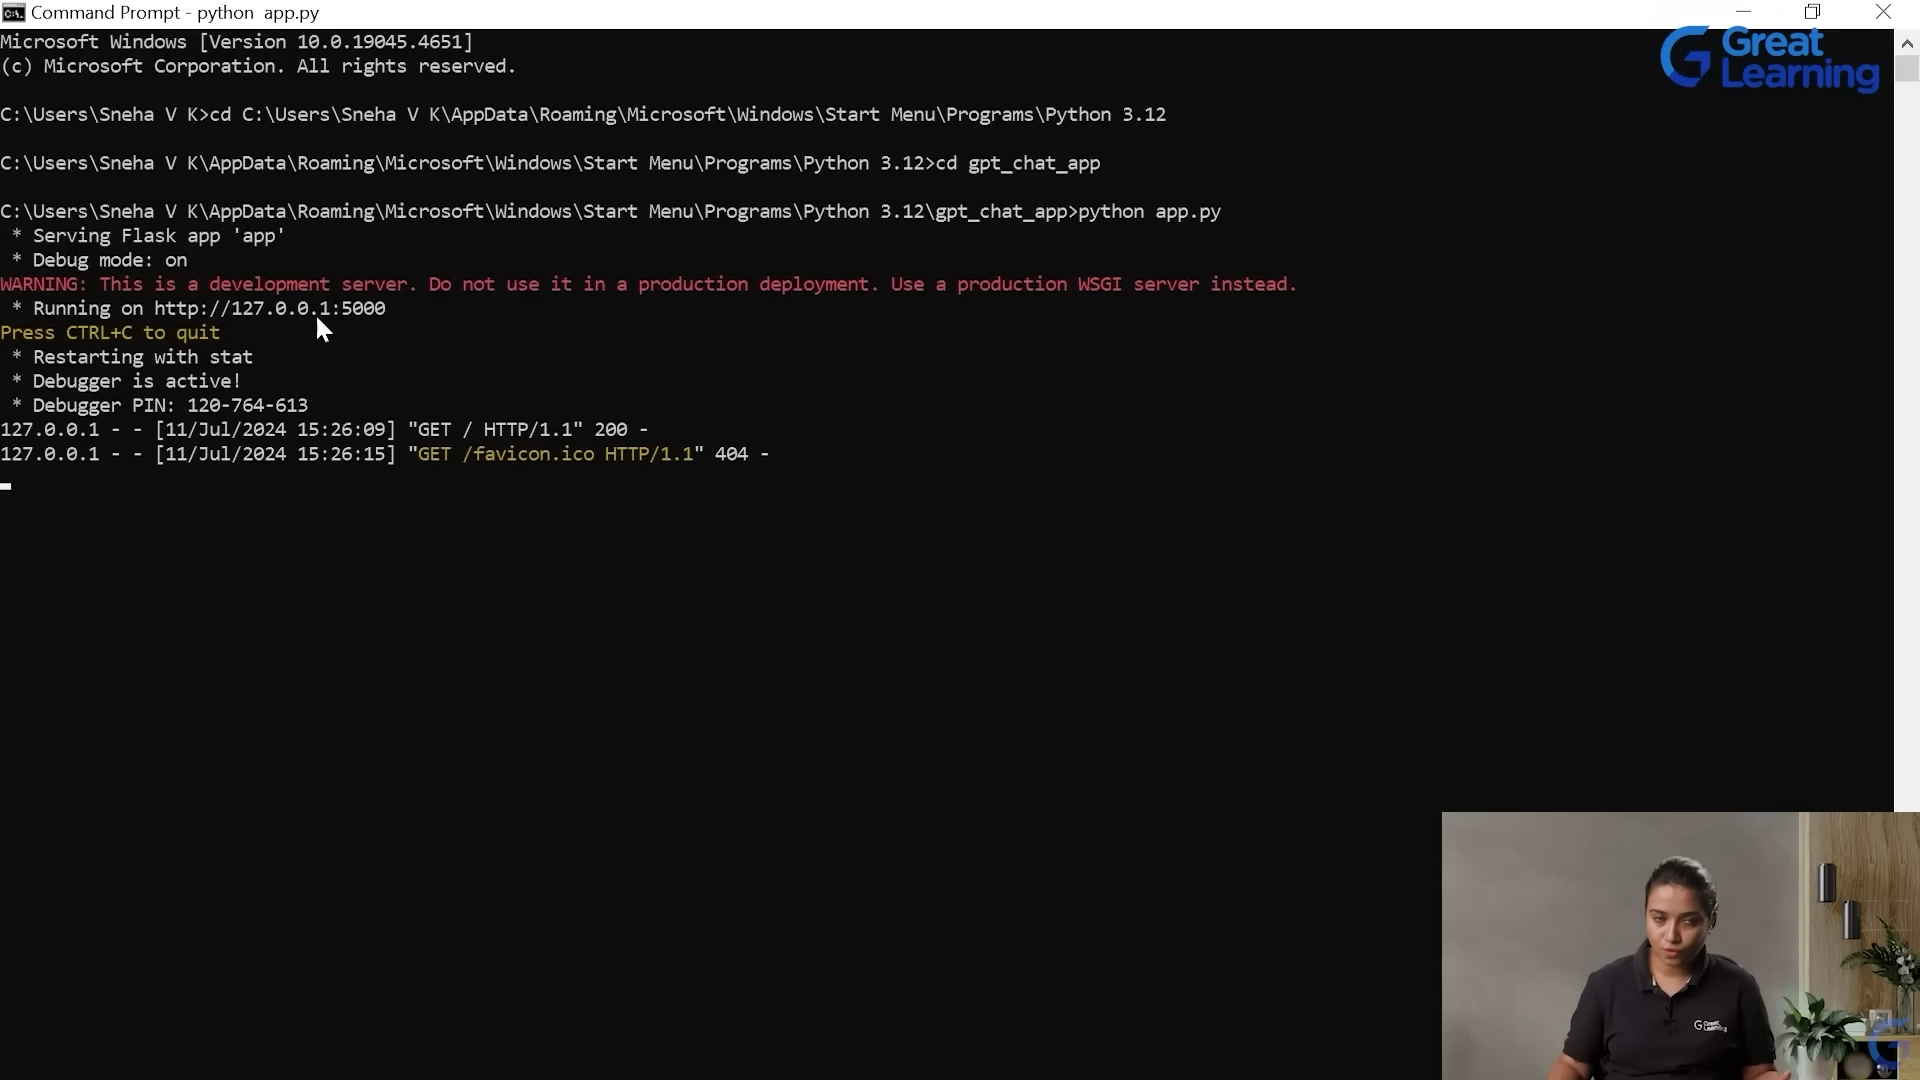 Command Prompt - python  app.py
Microsoft Windows [Version 10.0.19045.4651]
(c) Microsoft Corporation. All rights reserved.
C:\Users\Sneha V K>cd C:\Users\Sneha V K\AppData\Roaming\Microsoft\Windows\Start Menu\Programs\Python 3.12
C:\Users\Sneha V K\AppData\Roaming\Microsoft\Windows\Start Menu\Programs\Python 3.12>cd gpt_chat_app
C:\Users\Sneha V K\AppData\Roaming\Microsoft\Windows\Start Menu\Programs\Python 3.12\gpt_chat_app>python app.py
 * Serving Flask app 'app'
 * Debug mode: on
WARNING: This is a development server. Do not use it in a production deployment. Use a production WSGI server instead.
 * Running on http://127.0.0.1:5000
Press CTRL+C to quit
 * Restarting with stat
 * Debugger is active!
 * Debugger PIN: 120-764-613
127.0.0.1 - - [11/Jul/2024 15:26:09] "GET / HTTP/1.1" 200 -
127.0.0.1 - - [11/Jul/2024 15:26:15] "GET /favicon.ico HTTP/1.1" 404 -
Great
Learning
Great
Learning